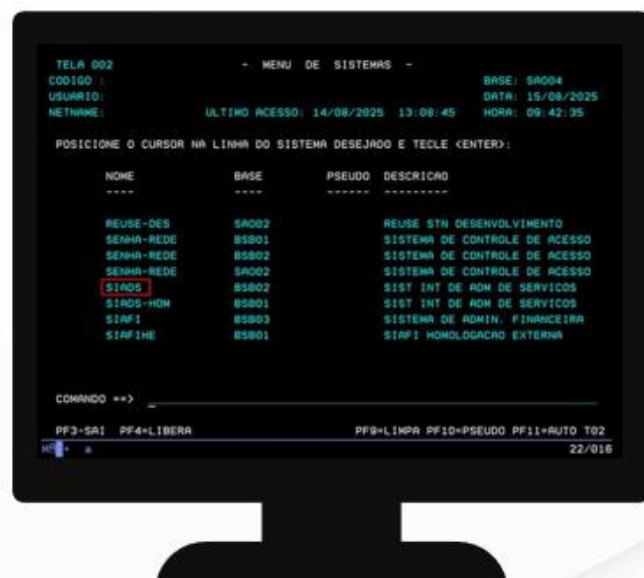 TELA 002 - MENU DE SISTEMAS -
CODIGO : BASE: SAO04
USUARIO: DATA: 15/08/2025
NETNAME: ULTIMO ACESSO: 14/08/2025 13:08:45 HORA: 09:42:35
POSICIONE O CURSOR NA LINHA DO SISTEMA DESEJADO E TECLE <ENTER>:
NOME BASE PSEUDO DESCRICAO
---- ---- ------ ---------
REUSE-DES SAO02 REUSE STN DESENVOLVIMENTO
SENHA-REDE BSB01 SISTEMA DE CONTROLE DE ACESSO
SENHA-REDE BSB02 SISTEMA DE CONTROLE DE ACESSO
SENHA-REDE SAO02 SISTEMA DE CONTROLE DE ACESSO
SIADS BSB02 SIST INT DE ADM DE SERVICOS
SIADS-HOM BSB01 SIST INT DE ADM DE SERVICOS
SIAFI BSB03 SISTEMA DE ADMIN. FINANCEIRA
SIAFIHE BSB01 SIAFI HOMOLOGACAO EXTERNA
COMANDO ==> _
PF3=SAI PF4=LIBERA PF9=LIMPA PF10=PSEUDO PF11=AUTO T02
a 22/016